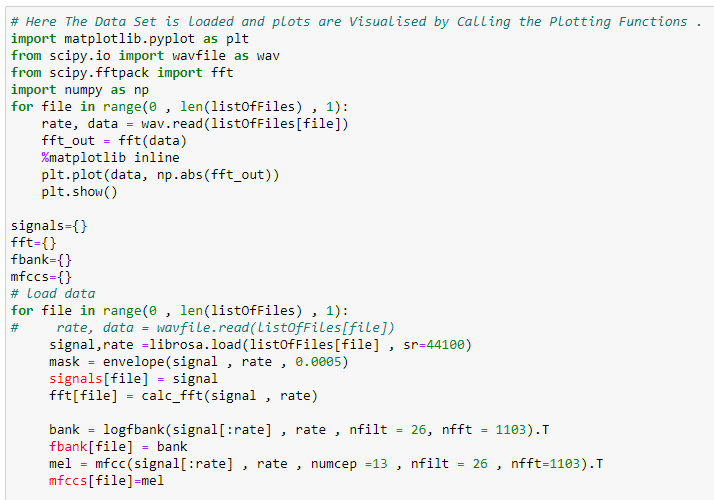 # Here The Data Set is loaded and plots are Visualised by Calling the Plotting Functions .
import matplotlib.pyplot as plt
from scipy.io import wavfile as wav
from scipy.fftpack import fft
import numpy as np
for file in range(0 , len(listOfFiles) , 1):
    rate, data = wav.read(listOfFiles[file])
    fft_out = fft(data)
    %matplotlib inline
    plt.plot(data, np.abs(fft_out))
    plt.show()

signals={}
fft={}
fbank={}
mfccs={}
# load data
for file in range(0 , len(listOfFiles) , 1):
#     rate, data = wavfile.read(listOfFiles[file])
     signal,rate =librosa.load(listOfFiles[file] , sr=44100)
     mask = envelope(signal , rate , 0.0005)
     signals[file] = signal
     fft[file] = calc_fft(signal , rate)

     bank = logfbank(signal[:rate] , rate , nfilt = 26, nfft = 1103).T
     fbank[file] = bank
     mel = mfcc(signal[:rate] , rate , numcep =13 , nfilt = 26 , nfft=1103).T
     mfccs[file]=mel